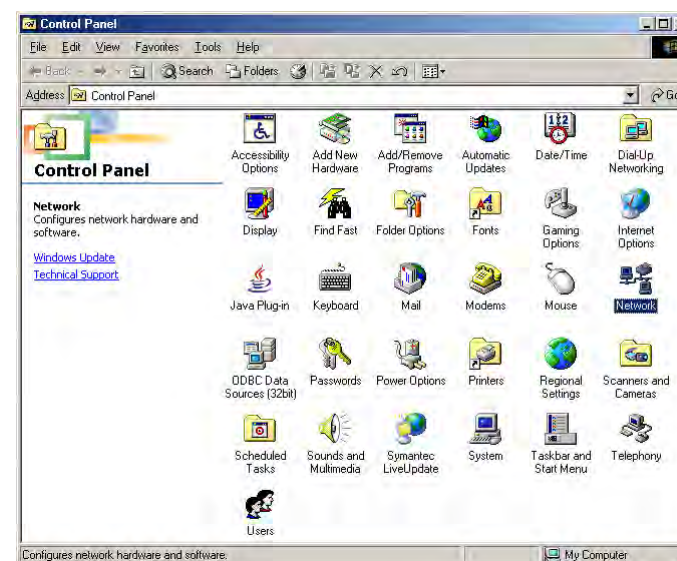 Control Panel
File Edit View Favorites Tools Help
Back Search Folders
Address Control Panel
Control Panel
Network
Configures network hardware and
software.
Windows Update
Technical Support
Accessibility
Options
Add New
Hardware
Add/Remove
Programs
Automatic
Updates
Date/Time
Dial-Up
Networking
Display
Find Fast
Folder Options
Fonts
Gaming
Options
Internet
Options
Java Plug-in
Keyboard
Mail
Modems
Mouse
Network
ODBC Data
Sources (32bit)
Passwords
Power Options
Printers
Regional
Settings
Scanners and
Cameras
Scheduled
Tasks
Sounds and
Multimedia
Symantec
LiveUpdate
System
Taskbar and
Start Menu
Telephony
Users
Configures network hardware and software. My Computer